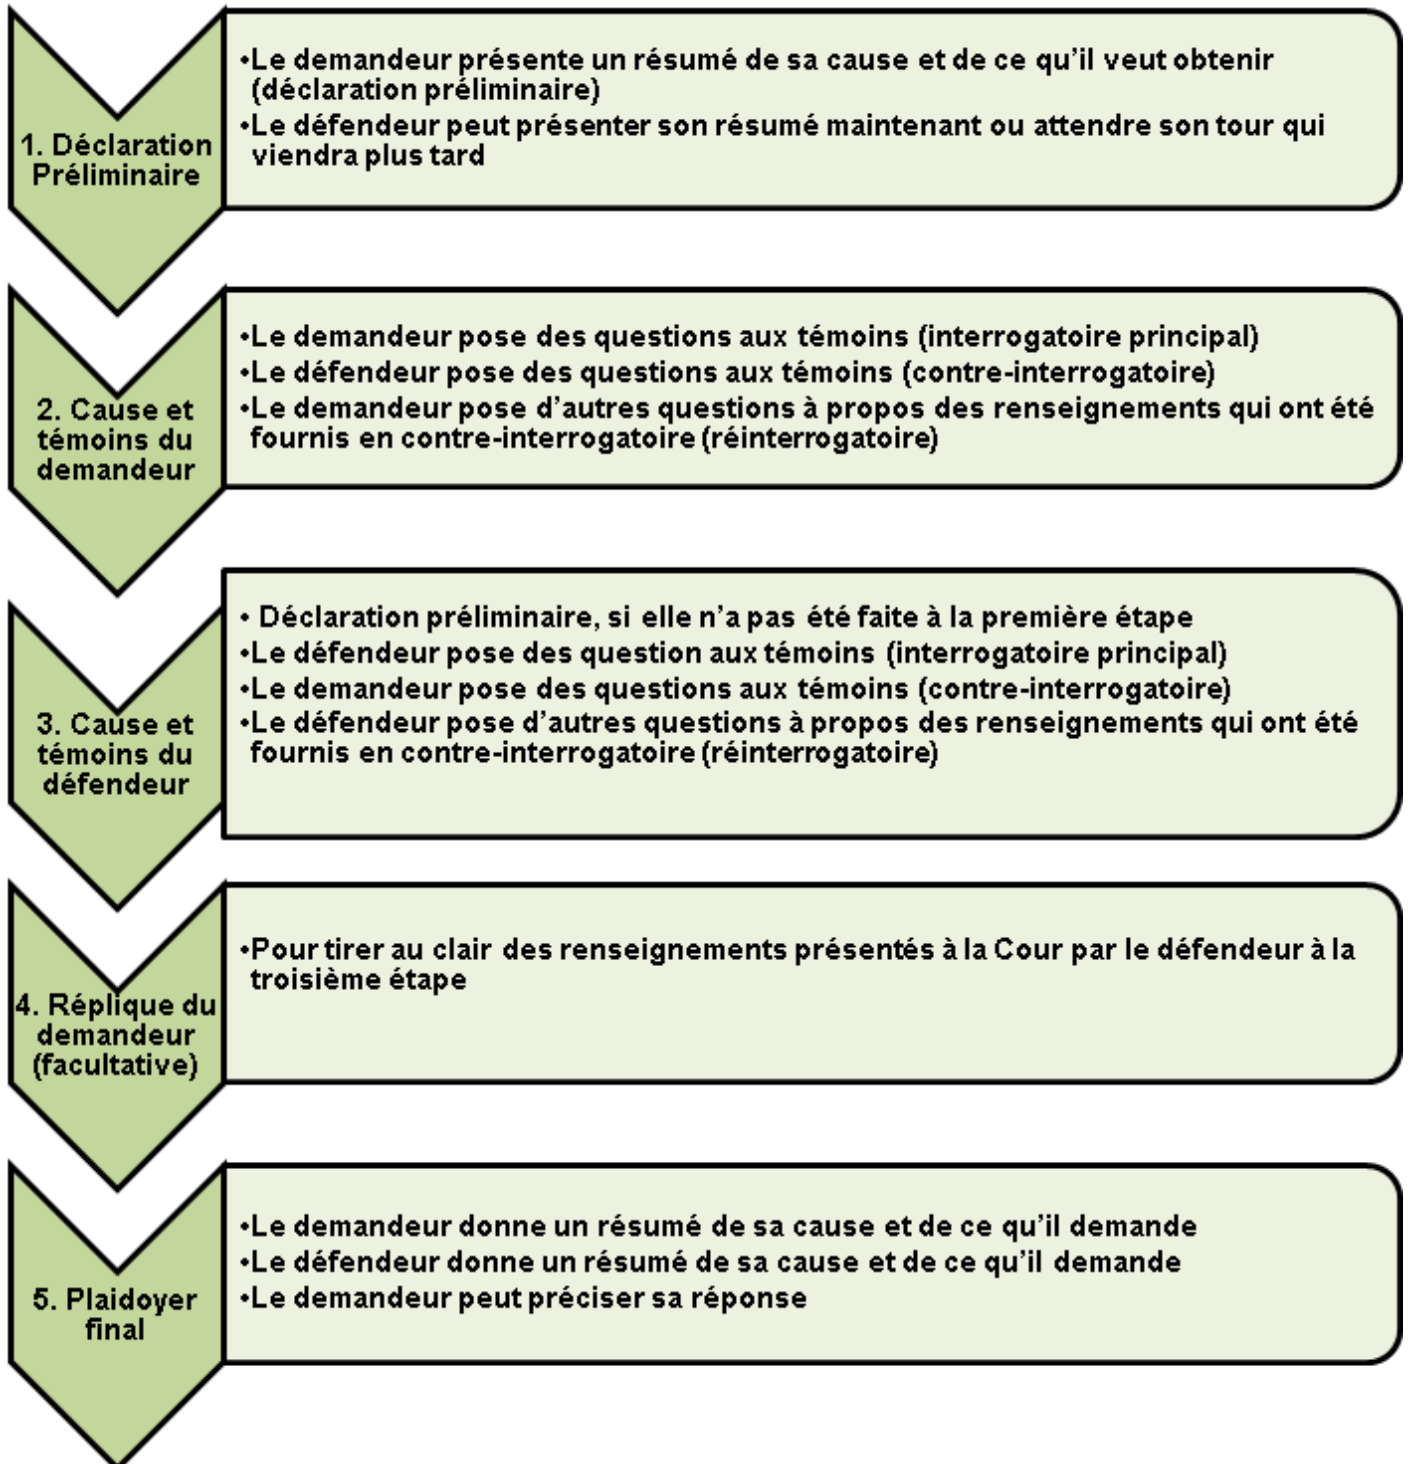 1. Déclaration
Préliminaire
•Le demandeur présente un résumé de sa cause et de ce qu'il veut obtenir
(déclaration préliminaire)
•Le défendeur peut présenter son résumé maintenant ou attendre son tour qui
viendra plus tard
2. Cause et
témoins du
demandeur
•Le demandeur pose des questions aux témoins (interrogatoire principal)
•Le défendeur pose des questions aux témoins (contre-interrogatoire)
•Le demandeur pose d'autres questions à propos des renseignements qui ont été
fournis en contre-interrogatoire (réinterrogatoire)
3. Cause et
témoins du
défendeur
• Déclaration préliminaire, si elle n'a pas été faite à la première étape
•Le défendeur pose des question aux témoins (interrogatoire principal)
•Le demandeur pose des questions aux témoins (contre-interrogatoire)
•Le défendeur pose d'autres questions à propos des renseignements qui ont été
fournis en contre-interrogatoire (réinterrogatoire)
4. Réplique du
demandeur
(facultative)
•Pour tirer au clair des renseignements présentés à la Cour par le défendeur à la
troisième étape
5. Plaidoyer
final
•Le demandeur donne un résumé de sa cause et de ce qu'il demande
•Le défendeur donne un résumé de sa cause et de ce qu'il demande
•Le demandeur peut préciser sa réponse